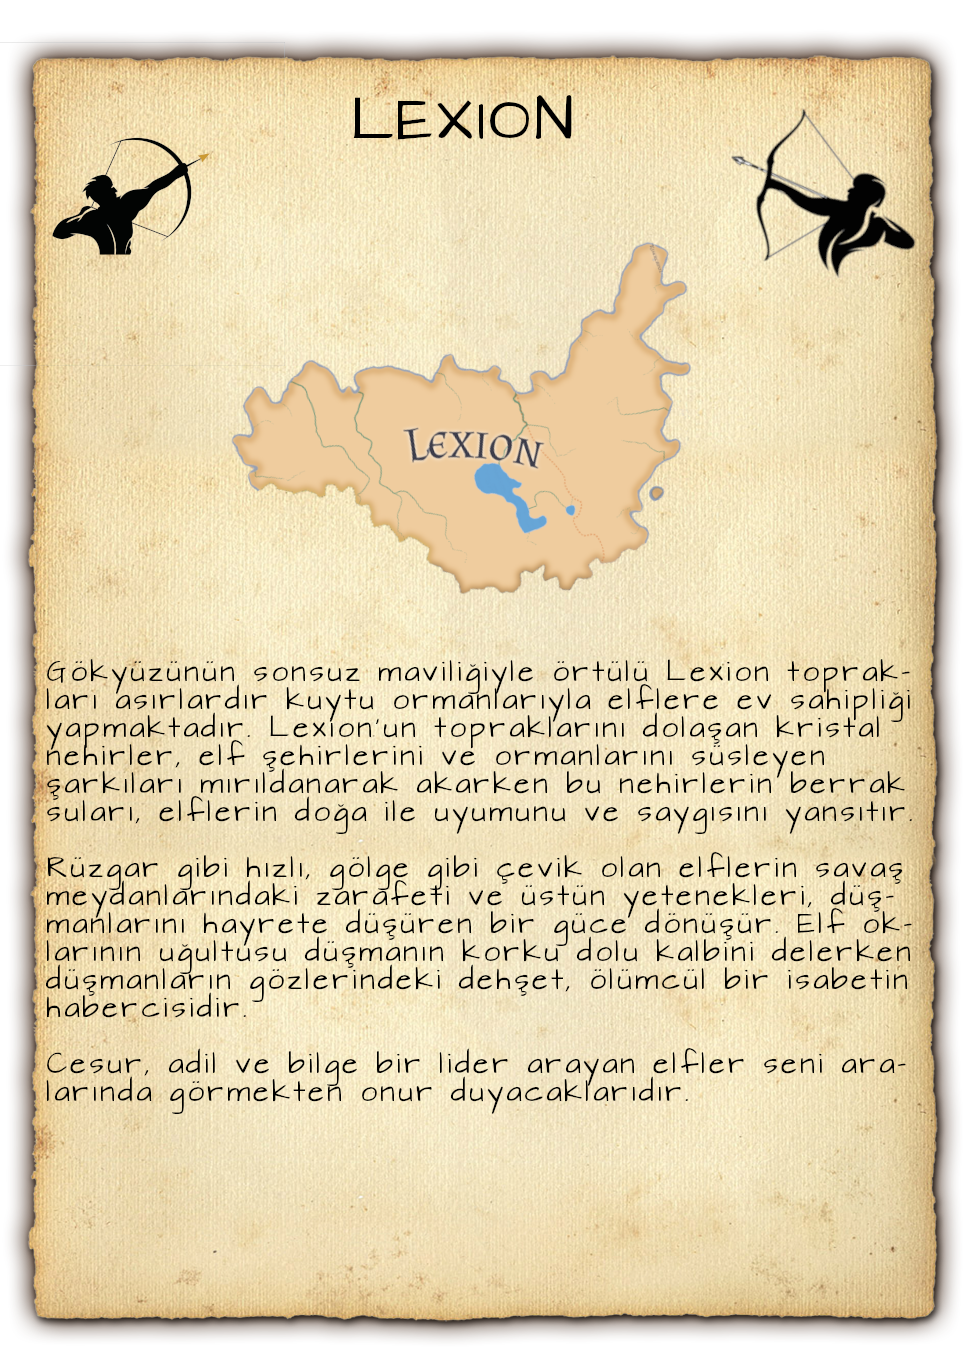 LEXION
LEXION
Gökyüzünün sonsuz maviliğiyle örtülü Lexion toprak-
ları asırlardır kuytu ormanlarıyla elflere ev sahipliği
yapmaktadır. Lexion'un topraklarını dolaşan kristal
nehirler, elf şehirlerini ve ormanlarını süsleyen
şarkıları mırıldanarak akarken bu nehirlerin berrak
suları, elflerin doğa ile uyumunu ve saygısını yansıtır.
Rüzgar gibi hızlı, gölge gibi çevik olan elflerin savaş
meydanlarındaki zarafeti ve üstün yetenekleri, düş-
manlarını hayrete düşüren bir güce dönüşür. Elf ok-
larının uğultusu düşmanın korku dolu kalbini delerken
düşmanların gözlerindeki dehşet, ölümcül bir isabetin
habercisidir.
Cesur, adil ve bilge bir lider arayan elfler seni ara-
larında görmekten onur duyacaklarıdır.